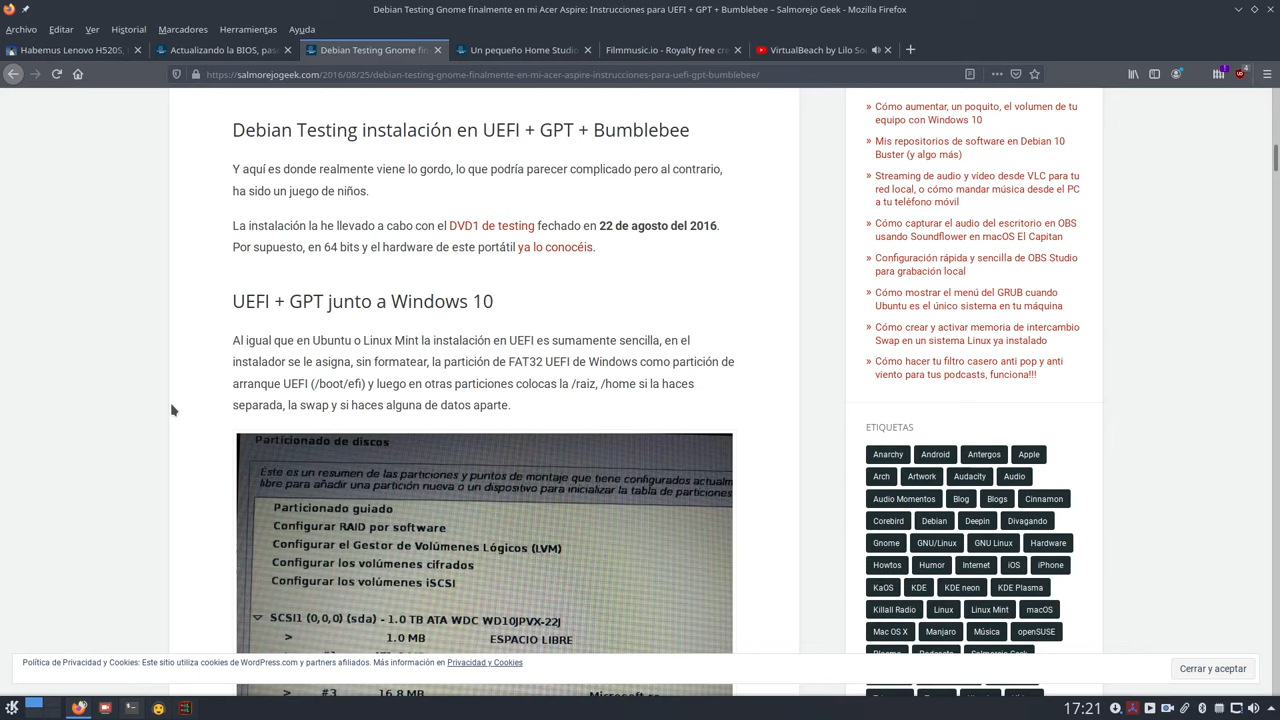 Debian Testing Gnome finalmente en mi Acer Aspire: Instrucciones para UEFI + GPT + Bumblebee – Salmorejo Geek - Mozilla Firefox
Archivo Editar Ver Historial Marcadores Herramientas Ayuda
Habemus Lenovo H520S,
Actualizando la BIOS, pas
Debian Testing Gnome fin
Un pequeño Home Studio
Filmmusic.io - Royalty free cre
VirtualBeach by Lilo So
https://salmorejogeek.com/2016/08/25/debian-testing-gnome-finalmente-en-mi-acer-aspire-instrucciones-para-uefi-gpt-bumblebee/
1
4
Debian Testing instalación en UEFI + GPT + Bumblebee
Y aquí es donde realmente viene lo gordo, lo que podría parecer complicado pero al contrario,
ha sido un juego de niños.
La instalación la he llevado a cabo con el DVD1 de testing fechado en 22 de agosto del 2016.
Por supuesto, en 64 bits y el hardware de este portátil ya lo conocéis.
UEFI + GPT junto a Windows 10
Al igual que en Ubuntu o Linux Mint la instalación en UEFI es sumamente sencilla, en el
instalador se le asigna, sin formatear, la partición de FAT32 UEFI de Windows como partición de
arranque UEFI (/boot/efi) y luego en otras particiones colocas la /raiz, /home si la haces
separada, la swap y si haces alguna de datos aparte.
Particionado de discos
Éste es un resumen de las particiones y puntos de montaje que tiene configurados actualm
libre para añadir una partición nueva o un dispositivo para inicializar la tabla de particiones
Particionado guiado
Configurar RAID por software
Configurar el Gestor de Volúmenes Lógicos (LVM)
Configurar los volúmenes cifrados
Configurar los volúmenes iSCSI
SCSI1 (0,0,0) (sda) - 1.0 TB ATA WDC WD10JPVX-22J
> 1.0 MB ESPACIO LIBRE
> #3 16.8 MB
» Cómo aumentar, un poquito, el volumen de tu
equipo con Windows 10
» Mis repositorios de software en Debian 10
Buster (y algo más)
» Streaming de audio y vídeo desde VLC para tu
red local, o cómo mandar música desde el PC
a tu teléfono móvil
» Cómo capturar el audio del escritorio en OBS
usando Soundflower en macOS El Capitan
» Configuración rápida y sencilla de OBS Studio
para grabación local
» Cómo mostrar el menú del GRUB cuando
Ubuntu es el único sistema en tu máquina
» Cómo crear y activar memoria de intercambio
Swap en un sistema Linux ya instalado
» Cómo hacer tu filtro casero anti pop y anti
viento para tus podcasts, funciona!!!
ETIQUETAS
Anarchy Android Antergos Apple
Arch Artwork Audacity Audio
Audio Momentos Blog Blogs Cinnamon
Corebird Debian Deepin Divagando
Gnome GNU/Linux GNU Linux Hardware
Howtos Humor Internet iOS iPhone
KaOS KDE KDE neon KDE Plasma
Killall Radio Linux Linux Mint macOS
Mac OS X Manjaro Música openSUSE
Plasma Podcasts Salmorejo Geek
Política de Privacidad y Cookies: Este sitio utiliza cookies de WordPress.com y partners afiliados. Más información en Privacidad y Cookies
Cerrar y aceptar
17:21